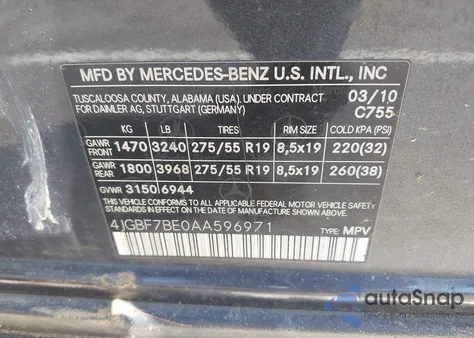 MFD BY MERCEDES-BENZ U.S. INTL., INC
TUSCALOOSA COUNTY, ALABAMA (USA), UNDER CONTRACT 03/10
FOR DAIMLER AG, STUTTGART (GERMANY) C755
KG LB TIRES RIM SIZE COLD KPA (PSI)
GAWR FRONT 1470 3240 275/55 R19 8,5x19 220(32)
GAWR REAR 1800 3968 275/55 R19 8,5x19 260(38)
GVWR 3150 6944
THIS VEHICLE CONFORMS TO ALL APPLICABLE FEDERAL MOTOR
VEHICLE SAFETY STANDARDS IN EFFECT ON THE DATE OF
MANUFACTURE SHOWN ABOVE.
4JGBF7BE0AA596971 TYPE: MPV
autoSnap